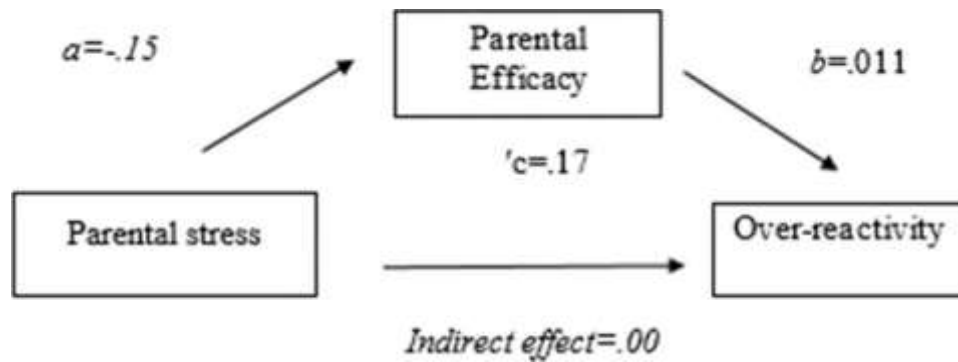 a=-.15
Parental
Efficacy
b=.011
'c=.17
Parental stress
Over-reactivity
Indirect effect=.00